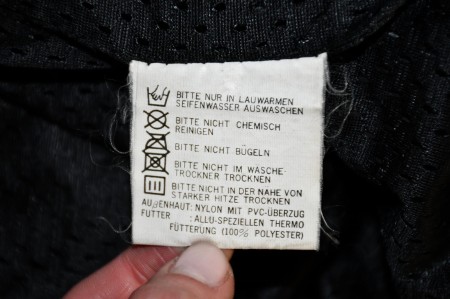 BITTE NUR IN LAUWARMEN
SEIFENWASSER AUSWASCHEN
BITTE NICHT CHEMISCH
REINIGEN
BITTE NICHT BÜGELN
BITTE NICHT IM WASCHE-
TROCKNER TROCKNEN
BITTE NICHT IN DER NAHE VON
STARKER HITZE TROCKNEN
AUßENHAUT: NYLON MIT PVC-ÜBERZUG
FUTTER : ALLU-SPEZIELLEN THERMO
FÜTTERUNG (100% POLYESTER)